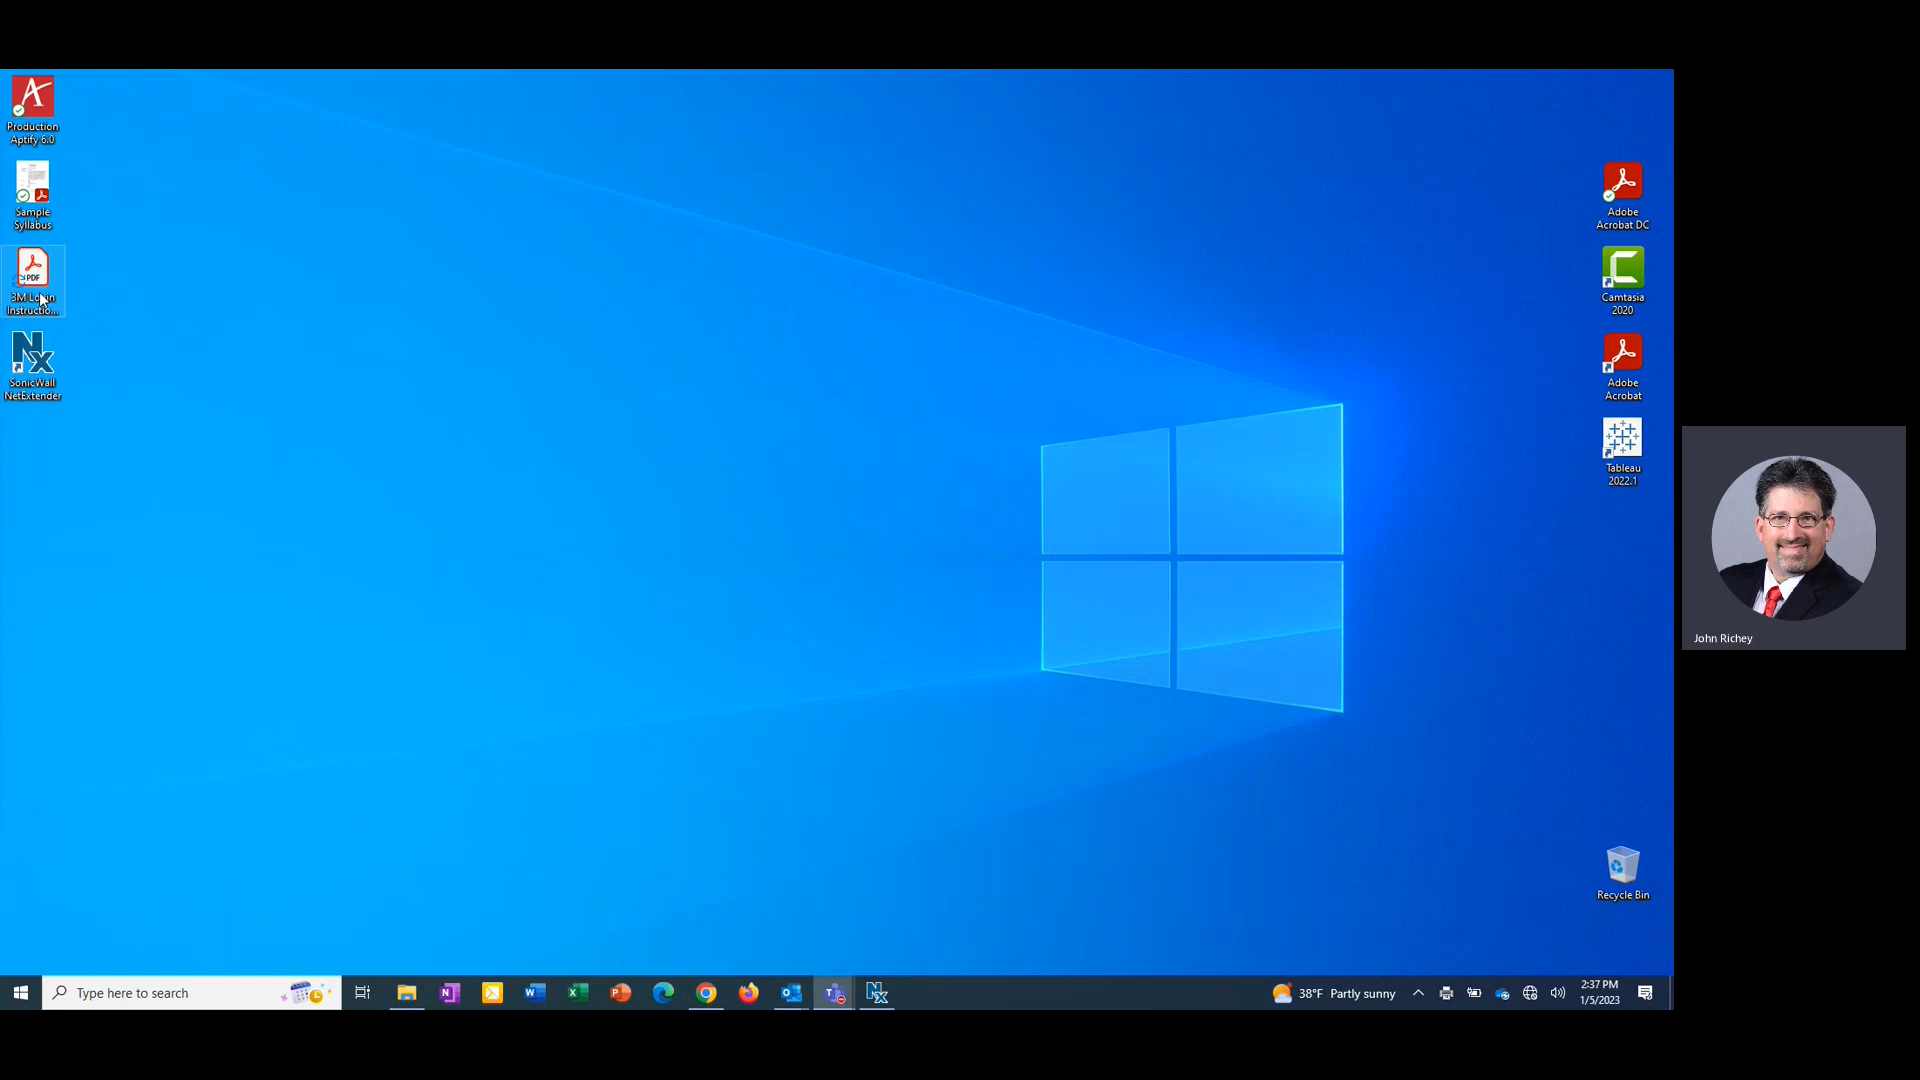 Production
Aptify 6.0
Sample
Syllabus
PDF
3M
Instructio...
SonicWall
NetExtender
Adobe
Acrobat DC
Camtasia
2020
Adobe
Acrobat
Tableau
2022.1
Recycle Bin
John Richey
Type here to search
38°F Partly sunny
2:37 PM
1/5/2023